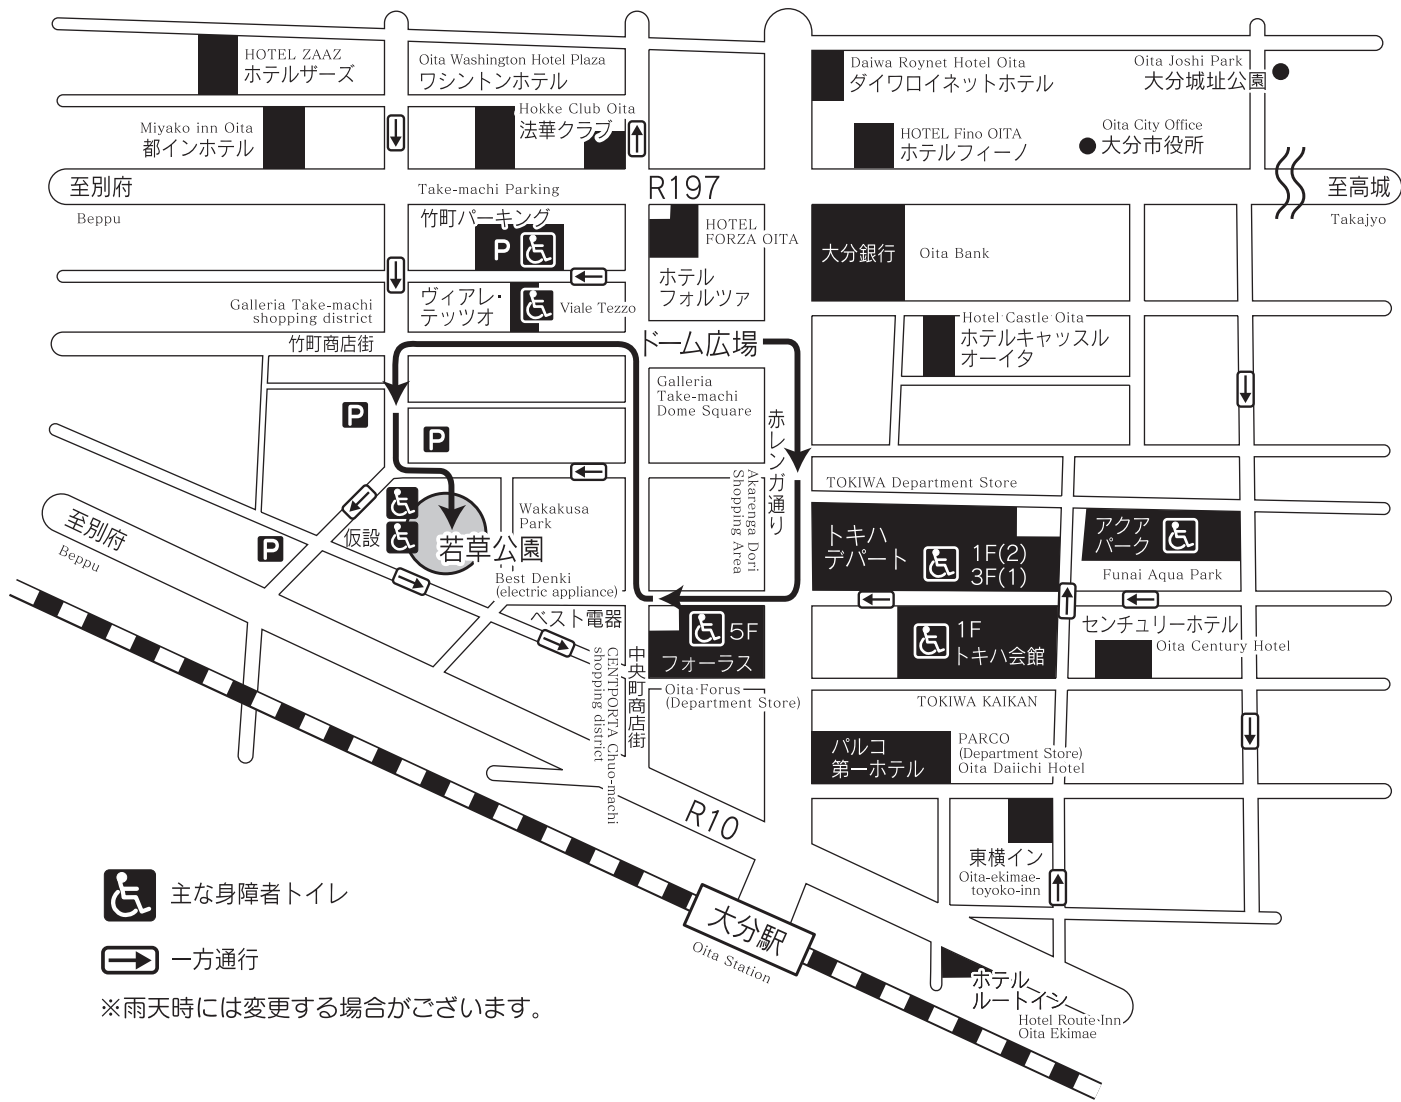 HOTEL ZAAZ
ホテルザーズ
Oita Washington Hotel Plaza
ワシントンホテル
Daiwa Roynet Hotel Oita
ダイワロイネットホテル
Oita Joshi Park
大分城址公園
Miyako inn Oita
都インホテル
Hokke Club Oita
法華クラブ
HOTEL Fino OITA
ホテルフィーノ
Oita City Office
大分市役所
至別府
Beppu
Take-machi Parking
竹町パーキング
P
R197
至高城
Takajyo
HOTEL
FORZA OITA
ホテル
フォルツァ
大分銀行
Oita Bank
Galleria Take-machi
shopping district
竹町商店街
ヴィアレ・
テッツオ
Viale Tezzo
ドーム広場
Galleria
Take-machi
Dome Square
Hotel Castle Oita
ホテルキャッスル
オーイタ
P
P
赤レンガ通り
Akarenga Dori
Shopping Area
TOKIWA Department Store
トキハ
デパート
1F(2)
3F(1)
アクア
パーク
Funai Aqua Park
至別府
Beppu
P
仮設
Wakakusa
Park
若草公園
Best Denki
(electric appliance)
ベスト電器
中央町商店街
CENTPORTA Chuo-machi
shopping district
5F
フォーラス
Oita Forus
(Department Store)
1F
トキハ会館
TOKIWA KAIKAN
センチュリーホテル
Oita Century Hotel
パルコ
第一ホテル
PARCO
(Department Store)
Oita Daiichi Hotel
R10
東横イン
Oita-ekimae-
toyoko-inn
大分駅
Oita Station
ホテル
ルートイン
Hotel Route-Inn
Oita Ekimae
主な身障者トイレ
一方通行
※雨天時には変更する場合がございます。